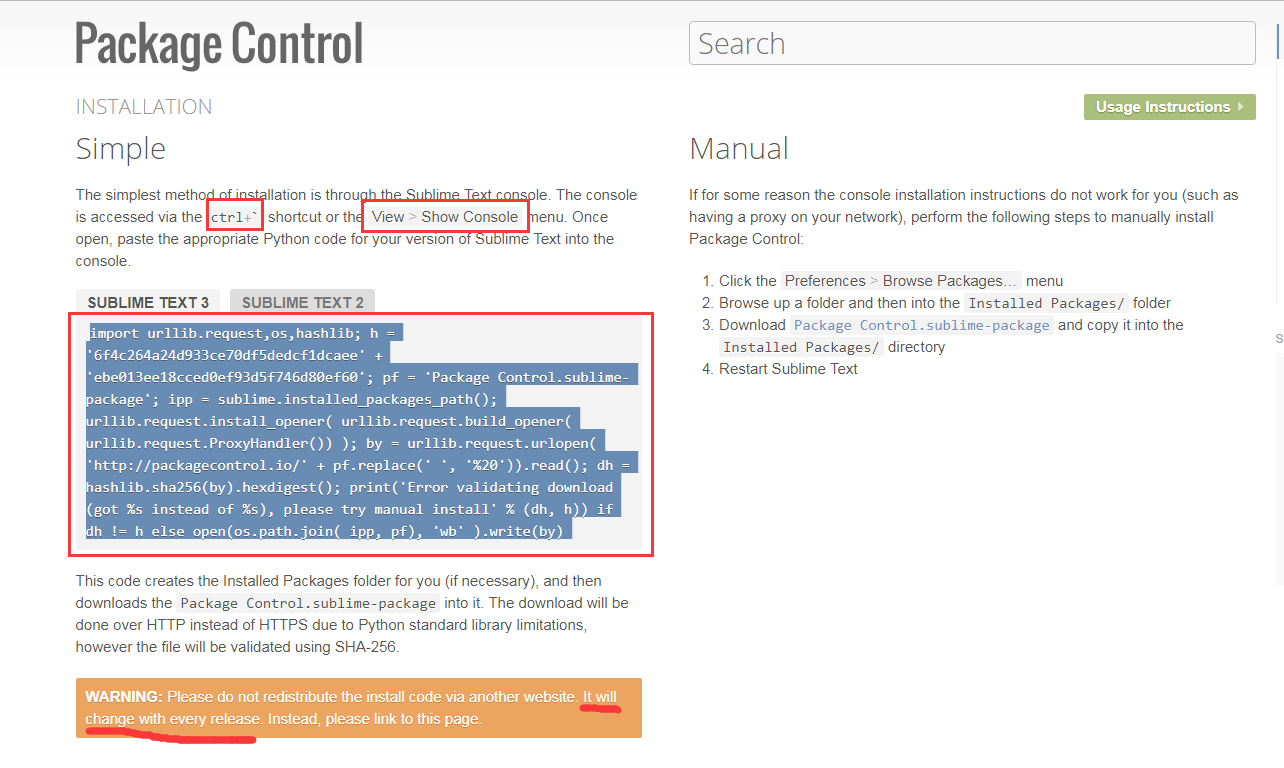 Package Control
Search
INSTALLATION
Usage Instructions
Simple
The simplest method of installation is through the Sublime Text console. The console
is accessed via the ctrl+` shortcut or the View > Show Console menu. Once
open, paste the appropriate Python code for your version of Sublime Text into the
console.
SUBLIME TEXT 3 SUBLIME TEXT 2
import urllib.request,os,hashlib; h =
'6f4c264a24d933ce70df5dedcf1dcaee' +
'ebe013ee18cced0ef93d5f746d80ef60'; pf = 'Package Control.sublime-
package'; ipp = sublime.installed_packages_path();
urllib.request.install_opener( urllib.request.build_opener(
urllib.request.ProxyHandler()) ); by = urllib.request.urlopen(
'http://packagecontrol.io/' + pf.replace(' ', '%20')).read(); dh =
hashlib.sha256(by).hexdigest(); print('Error validating download
(got %s instead of %s), please try manual install' % (dh, h)) if
dh != h else open(os.path.join( ipp, pf), 'wb' ).write(by)
This code creates the Installed Packages folder for you (if necessary), and then
downloads the Package Control.sublime-package into it. The download will be
done over HTTP instead of HTTPS due to Python standard library limitations,
however the file will be validated using SHA-256.
WARNING: Please do not redistribute the install code via another website. It will
change with every release. Instead, please link to this page.
Manual
If for some reason the console installation instructions do not work for you (such as
having a proxy on your network), perform the following steps to manually install
Package Control:
1. Click the Preferences > Browse Packages… menu
2. Browse up a folder and then into the Installed Packages/ folder
3. Download Package Control.sublime-package and copy it into the
Installed Packages/ directory
4. Restart Sublime Text